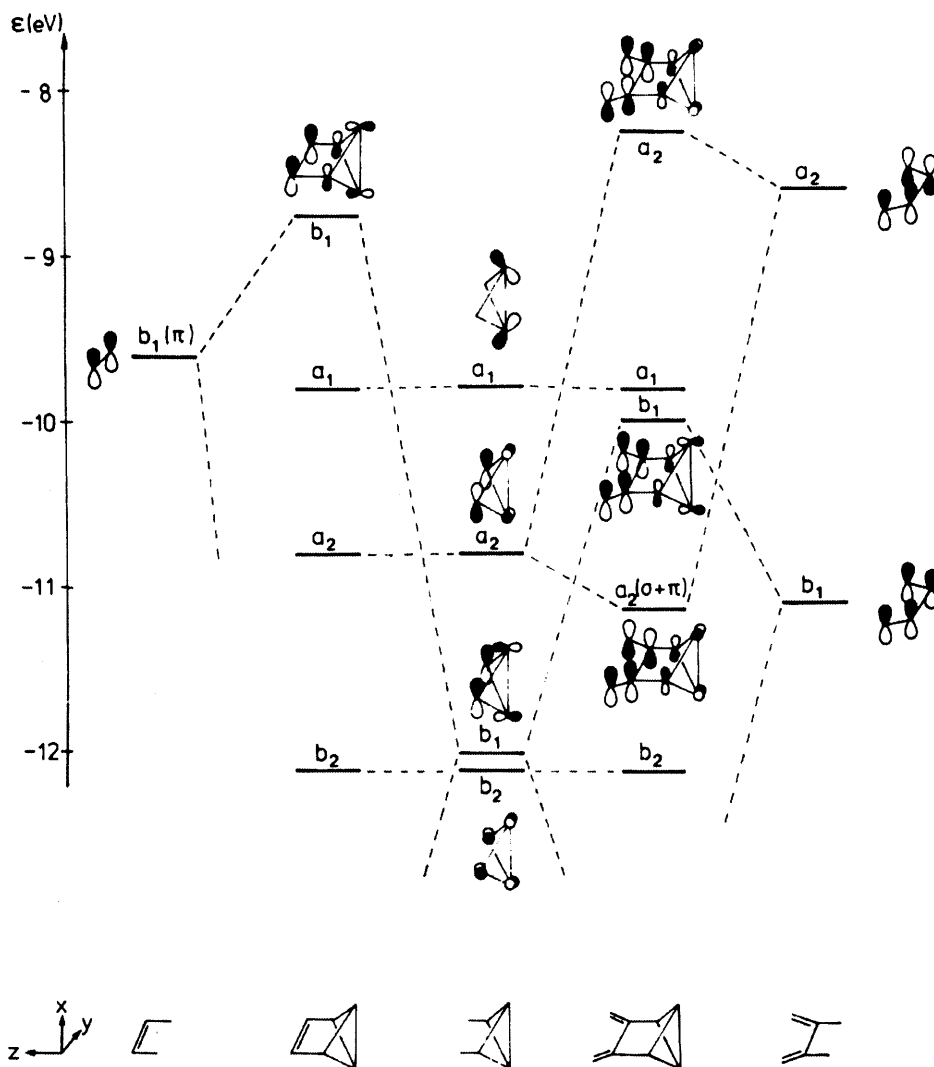 ε(eV)
-8
a₂
a₂
b₁
-9
b₁(π)
a₁
a₁
a₁
b₁
-10
a₂
a₂
-11
a₂(σ+π)
b₁
-12
b₂
b₁
b₂
b₂
x
y
z